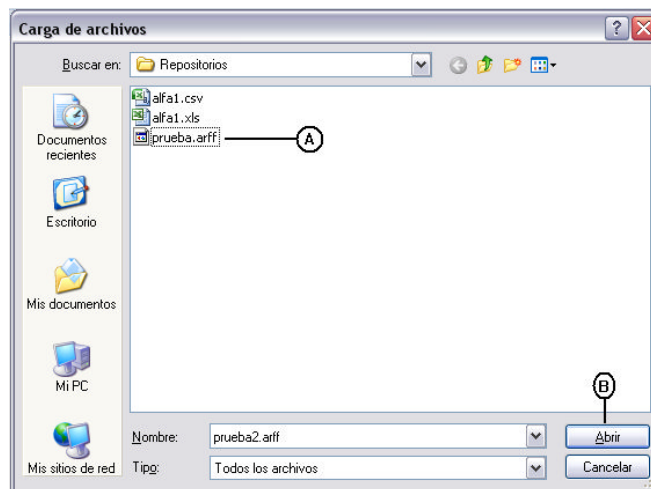 Carga de archivos
Buscar en: Repositorios
alfa1.csv
alfa1.xls
prueba.arff
A
Documentos
recientes
Escritorio
Mis documentos
Mi PC
Mis sitios de red
B
Nombre: prueba2.arff Abrir
Tipo: Todos los archivos Cancelar